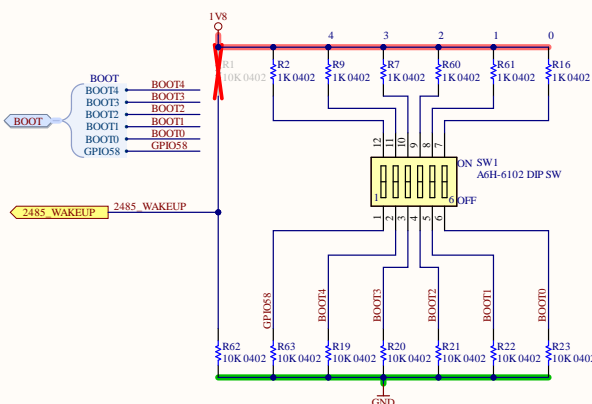 1V8
4 3 2 1 0
R1 R2 R9 R7 R60 R61 R16
10K 0402 1K 0402 1K 0402 1K 0402 1K 0402 1K 0402 1K 0402
BOOT
BOOT4 BOOT4
BOOT3 BOOT3
BOOT2 BOOT2
BOOT1 BOOT1
BOOT0 BOOT0
GPIO58 GPIO58
BOOT
12 11 10 9 8 7
ON SW1
A6H-6102 DIP SW
1 6 OFF
1 2 3 4 5 6
2485_WAKEUP 2485_WAKEUP
GPIO58 BOOT4 BOOT3 BOOT2 BOOT1 BOOT0
R62 R63 R19 R20 R21 R22 R23
10K 0402 10K 0402 10K 0402 10K 0402 10K 0402 10K 0402 10K 0402
GND